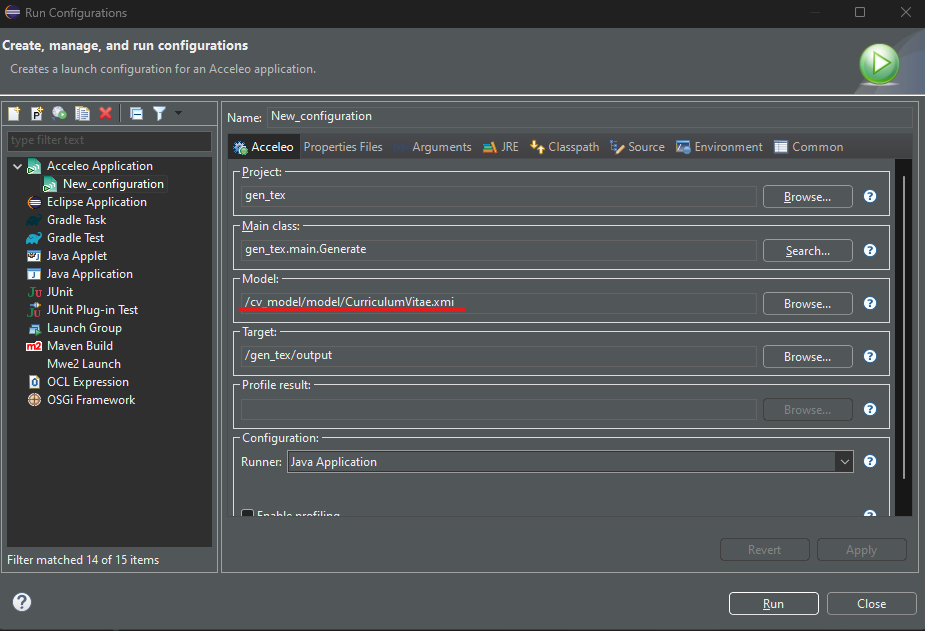 Run Configurations
Create, manage, and run configurations
Creates a launch configuration for an Acceleo application.
type filter text
Acceleo Application
New_configuration
Eclipse Application
Gradle Task
Gradle Test
Java Applet
Java Application
JUnit
JUnit Plug-in Test
Launch Group
Maven Build
Mwe2 Launch
OCL Expression
OSGi Framework
Filter matched 14 of 15 items
Name: New_configuration
Acceleo Properties Files Arguments JRE Classpath Source Environment Common
Project:
gen_tex Browse...
Main class:
gen_tex.main.Generate Search...
Model:
/cv_model/model/CurriculumVitae.xmi Browse...
Target:
/gen_tex/output Browse...
Profile result:
Browse...
Configuration:
Runner: Java Application
Enable profiling
Revert Apply
Run Close